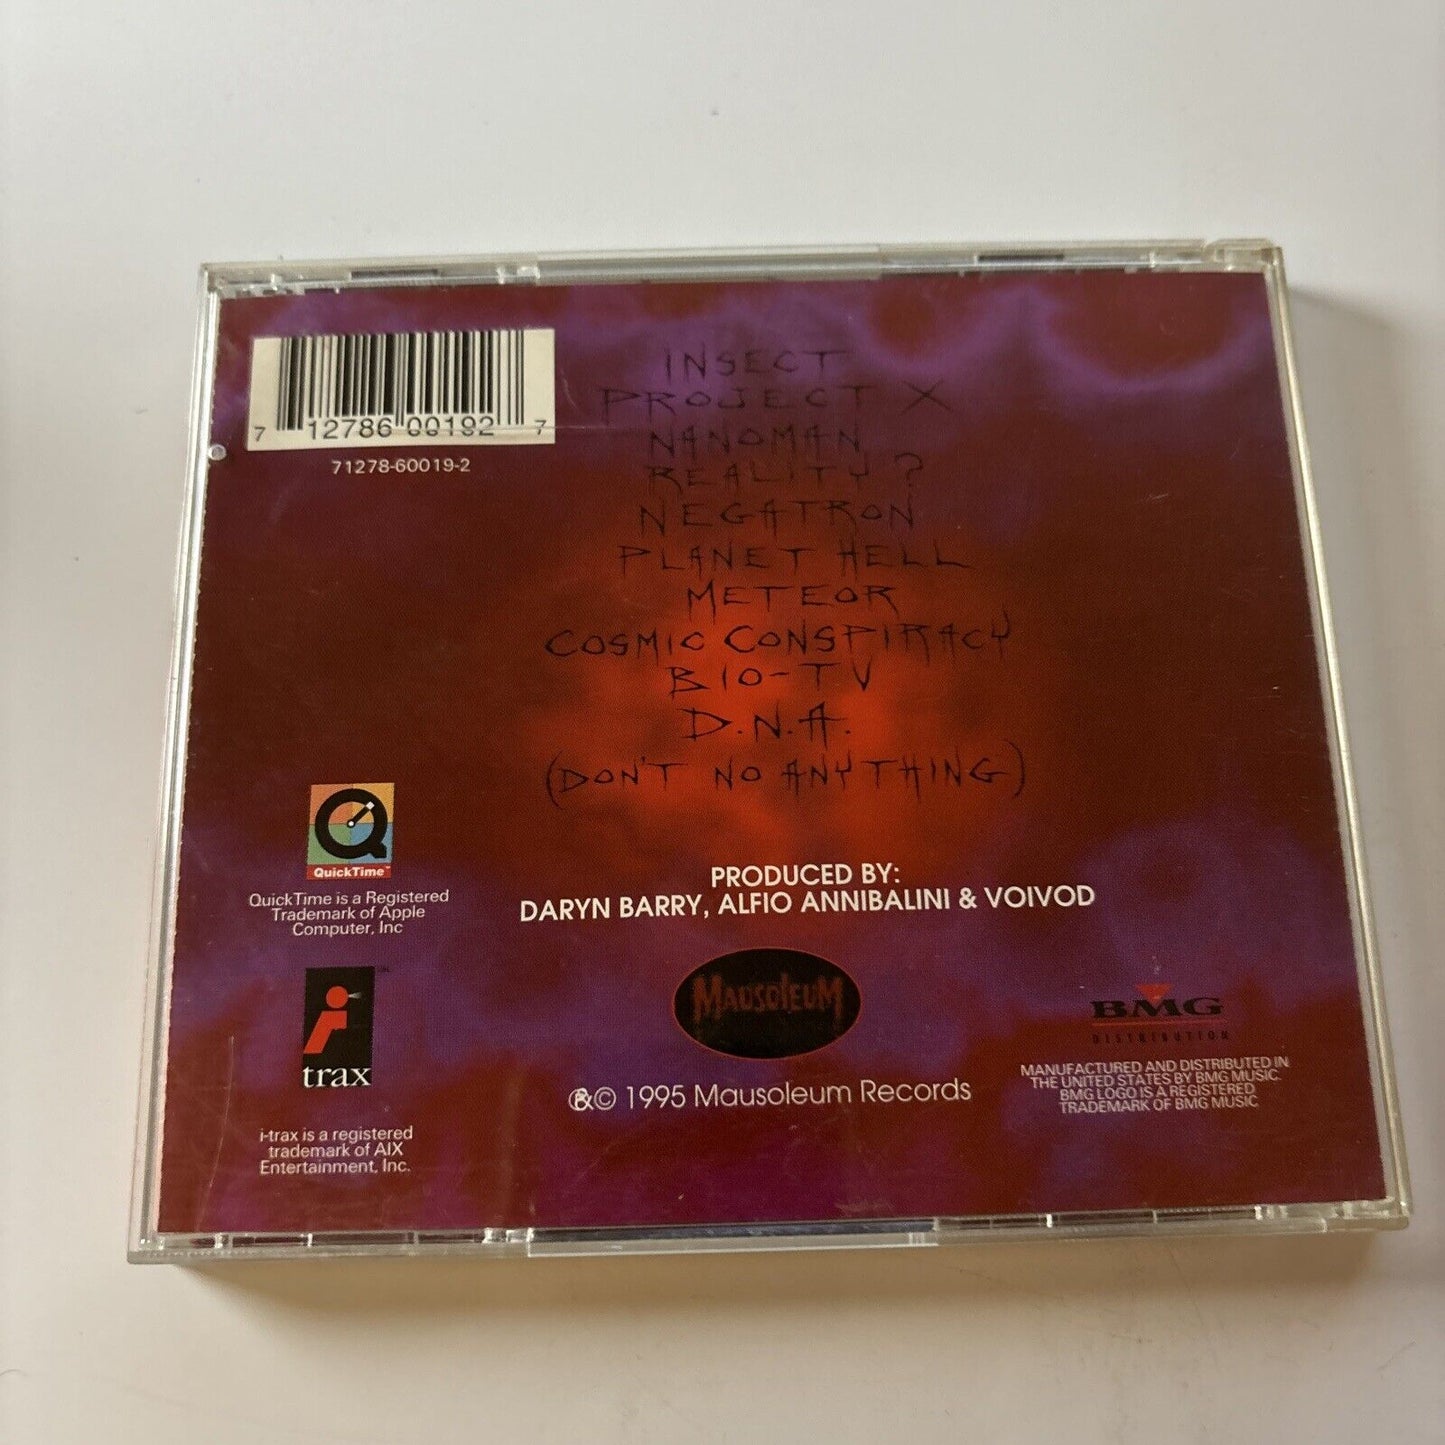 7 12786 00192 7
71278-60019-2
INSECT
PROJECT X
NANOMAN
REALITY?
NEGATRON
PLANET HELL
METEOR
COSMIC CONSPIRACY
BIO-TV
D.N.A.
(DON'T NO ANYTHING)
QuickTime™
QuickTime is a Registered
Trademark of Apple
Computer, Inc
PRODUCED BY:
DARYN BARRY, ALFIO ANNIBALINI & VOIVOD
trax
i-trax is a registered
trademark of AIX
Entertainment, Inc.
MAUSOLEUM
℗&© 1995 Mausoleum Records
BMG
DISTRIBUTION
MANUFACTURED AND DISTRIBUTED IN
THE UNITED STATES BY BMG MUSIC.
BMG LOGO IS A REGISTERED
TRADEMARK OF BMG MUSIC